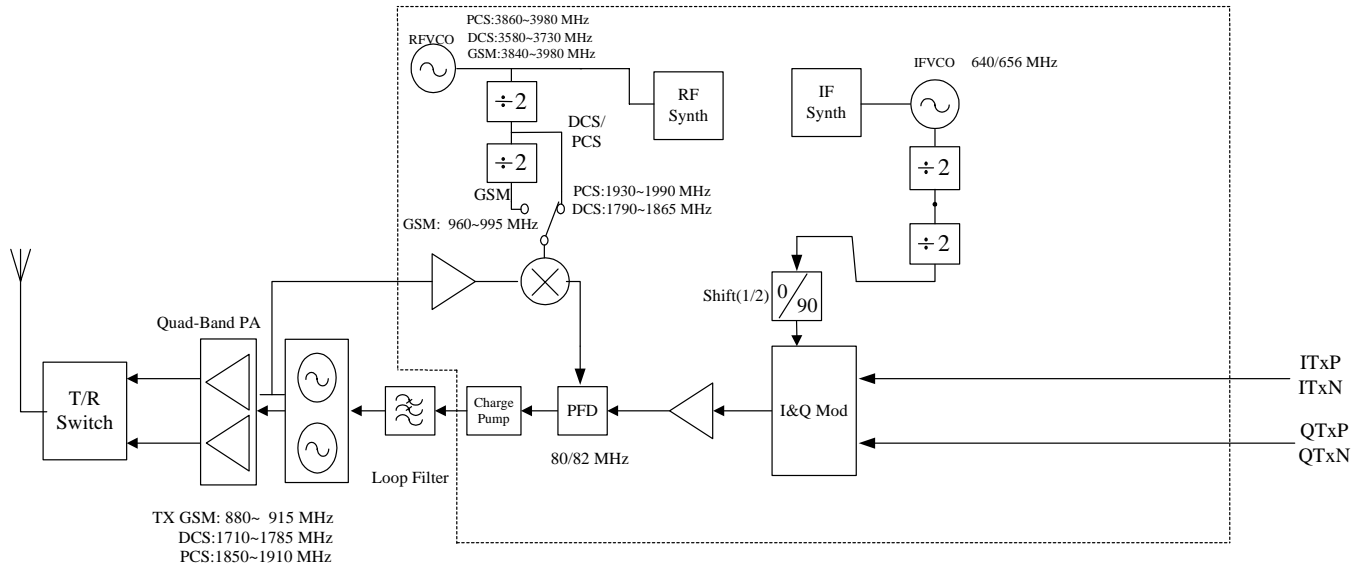 PCS:3860~3980 MHz
RFVCO
DCS:3580~3730 MHz
GSM:3840~3980 MHz
IFVCO 640/656 MHz
÷2
RF
Synth
IF
Synth
DCS/
PCS
÷2
÷2
GSM
PCS:1930~1990 MHz
DCS:1790~1865 MHz
GSM: 960~995 MHz
÷2
Shift(1/2)
0/90
Quad-Band PA
T/R
Switch
Charge
Pump
PFD
I&Q Mod
ITxP
ITxN
QTxP
QTxN
80/82 MHz
Loop Filter
TX GSM: 880~ 915 MHz
DCS:1710~1785 MHz
PCS:1850~1910 MHz